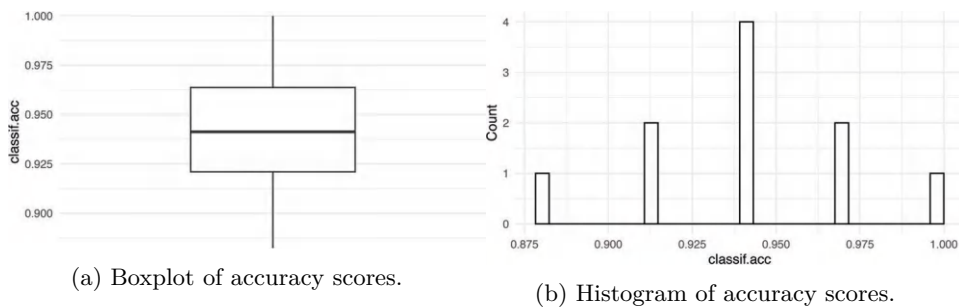 1.000
0.975
0.950
0.925
0.900
classif.acc
(a) Boxplot of accuracy scores.
4
3
2
1
0
Count
0.875 0.900 0.925 0.950 0.975 1.000
classif.acc
(b) Histogram of accuracy scores.